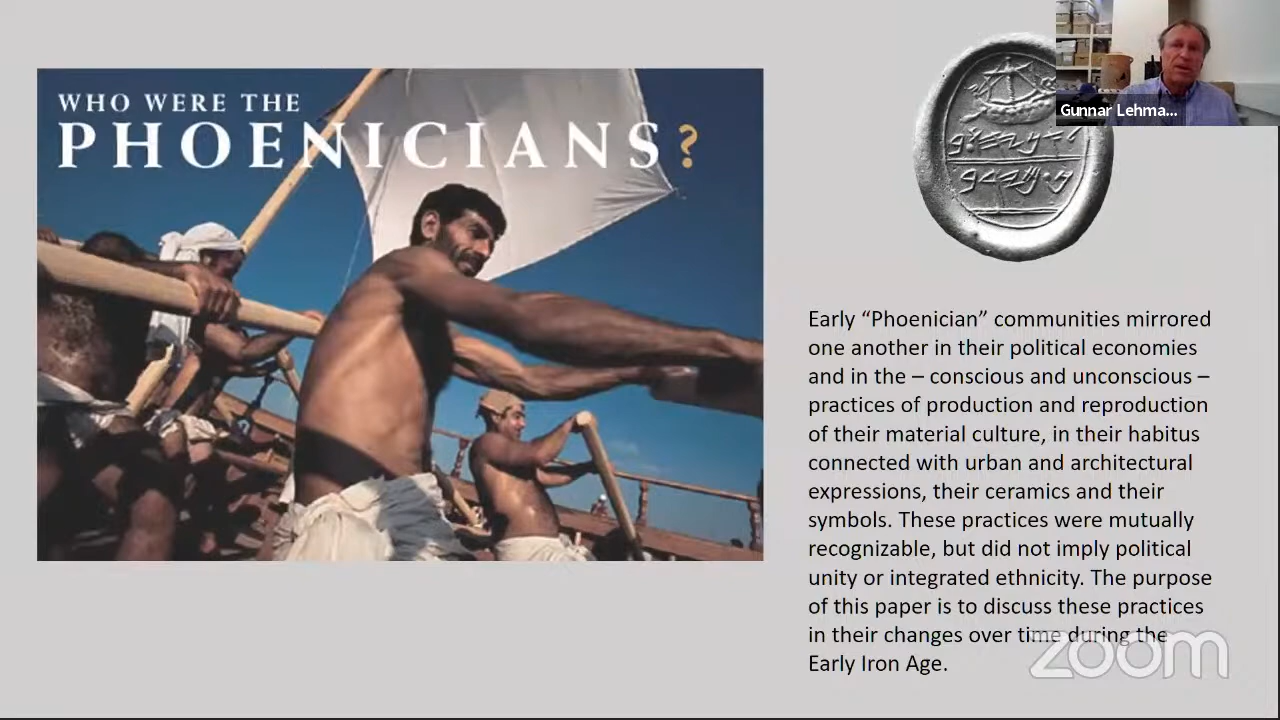 WHO WERE THE
PHOENICIANS?
Gunnar Lehma...
Early “Phoenician” communities mirrored
one another in their political economies
and in the – conscious and unconscious –
practices of production and reproduction
of their material culture, in their habitus
connected with urban and architectural
expressions, their ceramics and their
symbols. These practices were mutually
recognizable, but did not imply political
unity or integrated ethnicity. The purpose
of this paper is to discuss these practices
in their changes over time during the
Early Iron Age.
zoom